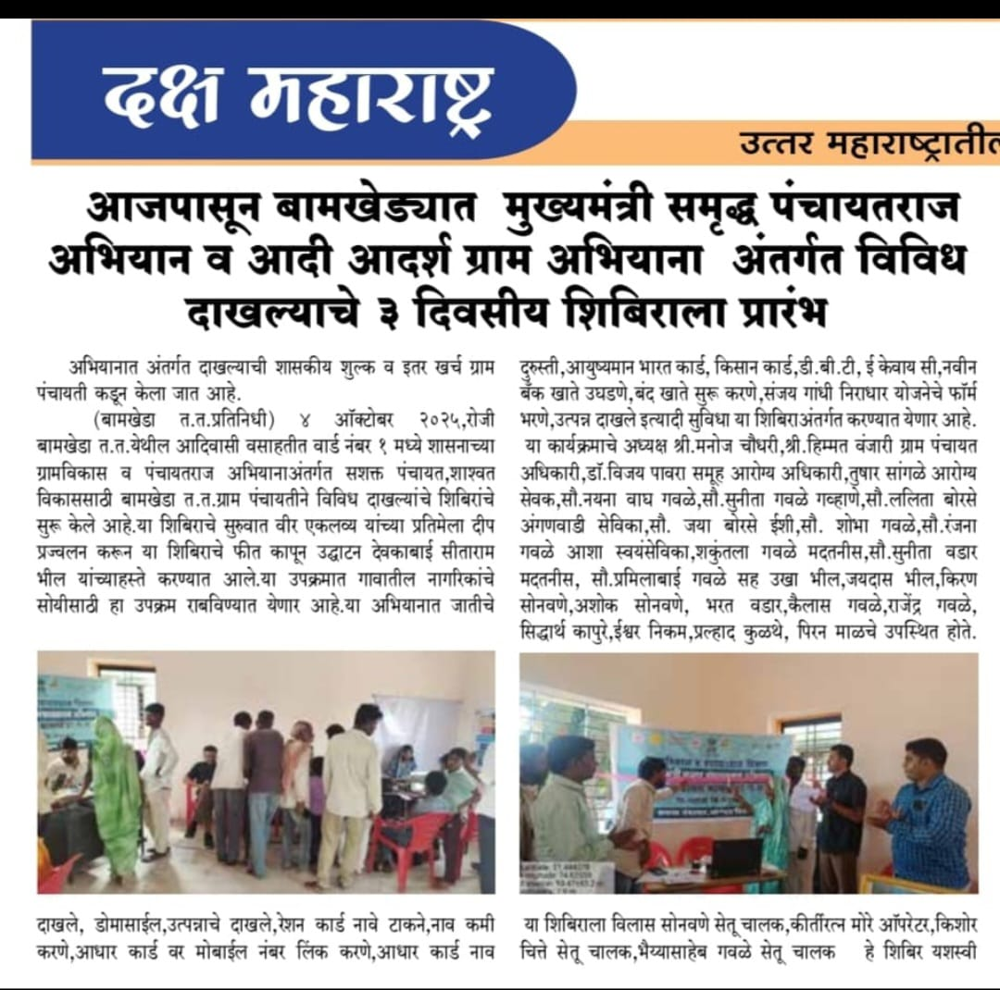 दक्ष महाराष्ट्र
उत्तर महाराष्ट्रातील
आजपासून बामखेड्यात मुख्यमंत्री समृद्ध पंचायतराज
अभियान व आदी आदर्श ग्राम अभियाना अंतर्गत विविध
दाखल्याचे ३ दिवसीय शिबिराला प्रारंभ
अभियानात अंतर्गत दाखल्याची शासकीय शुल्क व इतर खर्च ग्राम
पंचायती कडून केला जात आहे.
(बामखेडा त.त.प्रतिनिधी) ४ ऑक्टोबर २०२५,रोजी
बामखेडा त.त.येथील आदिवासी वसाहतीत वार्ड नंबर १ मध्ये शासनाच्या
ग्रामविकास व पंचायतराज अभियानाअंतर्गत सशक्त पंचायत,शाश्वत
विकाससाठी बामखेडा त.त.ग्राम पंचायतीने विविध दाखल्यांचे शिबिरांचे
सुरू केले आहे.या शिबिराचे सुरुवात वीर एकलव्य यांच्या प्रतिमेला दीप
प्रज्वलन करून या शिबिराचे फीत कापून उद्घाटन देवकाबाई सीताराम
भील यांच्याहस्ते करण्यात आले.या उपक्रमात गावातील नागरिकांचे
सोयीसाठी हा उपक्रम राबविण्यात येणार आहे.या अभियानात जातीचे
दाखले, डोमासाईल,उत्पन्नाचे दाखले,रेशन कार्ड नावे टाकने,नाव कमी
करणे,आधार कार्ड वर मोबाईल नंबर लिंक करणे,आधार कार्ड नाव
दुरुस्ती,आयुष्यमान भारत कार्ड, किसान कार्ड,डी.बी.टी, ई केवाय सी,नवीन
बँक खाते उघडणे,बंद खाते सुरू करणे,संजय गांधी निराधार योजनेचे फॉर्म
भरणे,उत्पन्न दाखले इत्यादी सुविधा या शिबिराअंतर्गत करण्यात येणार आहे.
या कार्यक्रमाचे अध्यक्ष श्री.मनोज चौधरी,श्री.हिम्मत वंजारी ग्राम पंचायत
अधिकारी,डॉ.विजय पावरा समूह आरोग्य अधिकारी,तुषार सांगळे आरोग्य
सेवक,सौ.नयना वाघ गवळे,सौ.सुनीता गवळे गव्हाणे,सौ.ललिता बोरसे
अंगणवाडी सेविका,सौ. जया बोरसे ईशी,सौ. शोभा गवळे,सौ.रंजना
गवळे आशा स्वयंसेविका,शकुंतला गवळे मदतनीस,सौ.सुनीता वडार
मदतनीस, सौ.प्रमिलाबाई गवळे सह उखा भील,जयदास भील,किरण
सोनवणे,अशोक सोनवणे, भरत वडार,कैलास गवळे,राजेंद्र गवळे,
सिद्धार्थ कापुरे,ईश्वर निकम,प्रल्हाद कुळथे, पिरन माळचे उपस्थित होते.
या शिबिराला विलास सोनवणे सेतू चालक,कीर्तीरत्न मोरे ऑपरेटर,किशोर
चित्ते सेतू चालक,भैय्यासाहेब गवळे सेतू चालक हे शिबिर यशस्वी